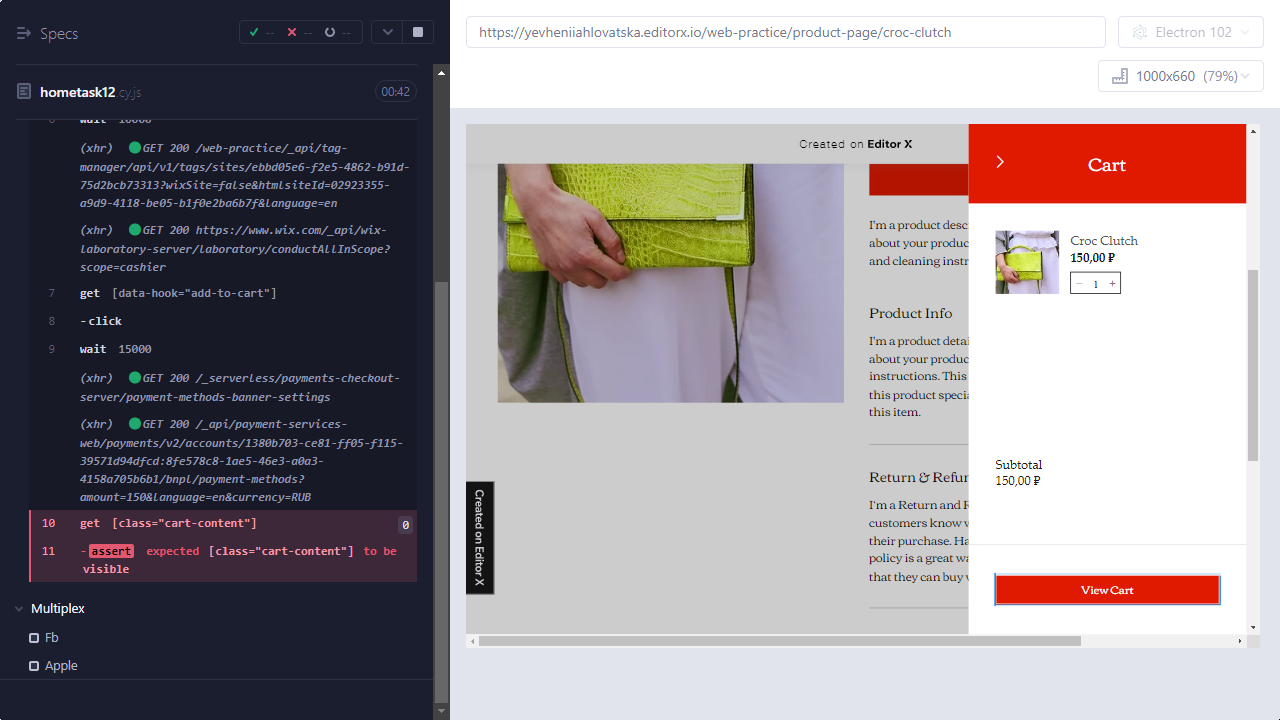 Specs
-- -- --
hometask12.cy.js
00:42
6 wait 10000
(xhr) GET 200 /web-practice/_api/tag-
manager/api/v1/tags/sites/ebbd05e6-f2e5-4862-b91d-
75d2bcb73313?wixSite=false&htmlsiteId=02923355-
a9d9-4118-be05-b1f0e2ba6b7f&language=en
(xhr) GET 200 https://www.wix.com/_api/wix-
laboratory-server/laboratory/conductAllInScope?
scope=cashier
7 get [data-hook="add-to-cart"]
8 -click
9 wait 15000
(xhr) GET 200 /_serverless/payments-checkout-
server/payment-methods-banner-settings
(xhr) GET 200 /_api/payment-services-
web/payments/v2/accounts/1380b703-ce81-ff05-f115-
39571d94dfcd:8fe578c8-1ae5-46e3-a0a3-
4158a705b6b1/bnpl/payment-methods?
amount=150&language=en&currency=RUB
10 get [class="cart-content"] 0
11 -assert expected [class="cart-content"] to be
visible
Multiplex
Fb
Apple
https://yevheniiahlovatska.editorx.io/web-practice/product-page/croc-clutch
Electron 102
1000x660 (79%)
Created on Editor X
I'm a product desc
about your produc
and cleaning instr
Product Info
I'm a product detai
about your produc
instructions. This
this product specia
this item.
Return & Refun
I'm a Return and R
customers know w
their purchase. Ha
policy is a great wa
that they can buy w
Created on Editor X
Cart
Croc Clutch
150,00 ₽
− 1 +
Subtotal
150,00 ₽
View Cart